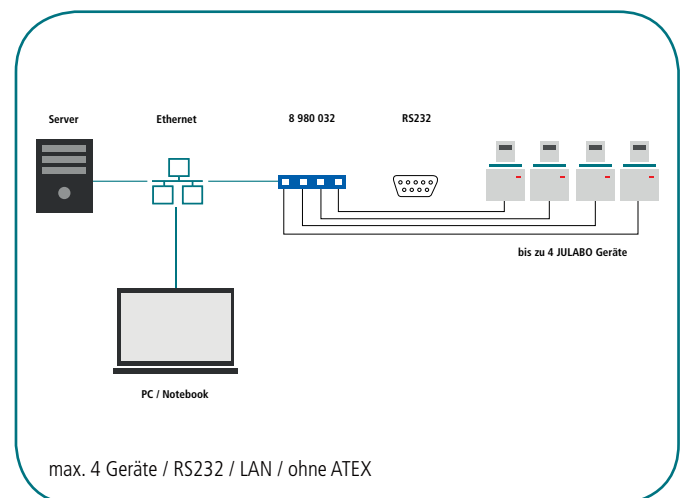 Server
Ethernet
8 980 032
RS232
bis zu 4 JULABO Geräte
PC / Notebook
max. 4 Geräte / RS232 / LAN / ohne ATEX